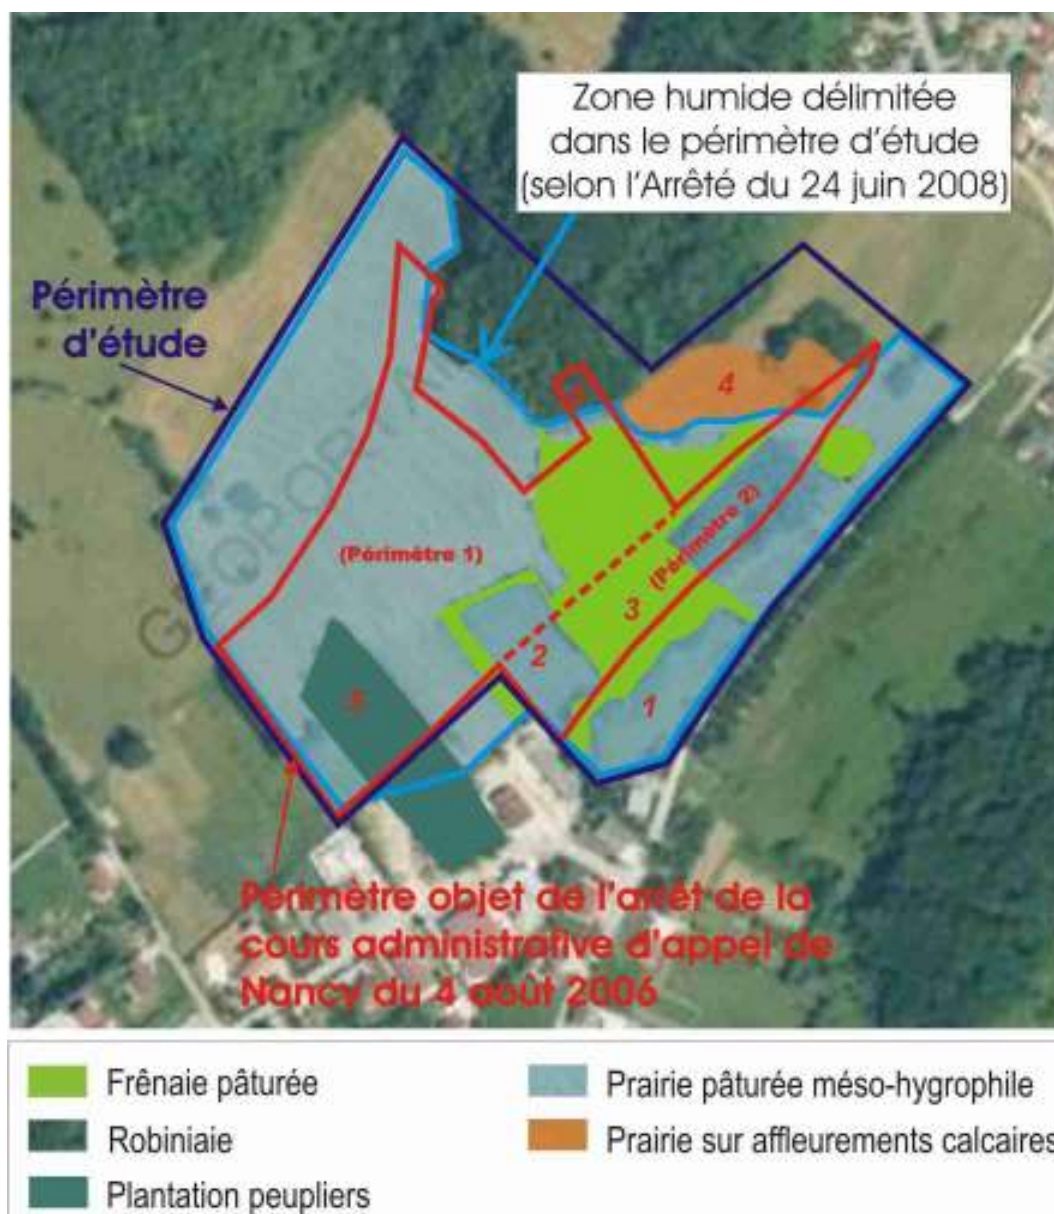 Zone humide délimitée
dans le périmètre d'étude
(selon l'Arrêté du 24 juin 2008)
Périmètre
d'étude
4
(Périmètre 2)
(Périmètre 1)
3
2
1
5
Périmètre objet de l'arrêt de la
cours administrative d'appel de
Nancy du 4 août 2006
Frênaie pâturée
Robiniaie
Plantation peupliers
Prairie pâturée méso-hygrophile
Prairie sur affleurements calcaires